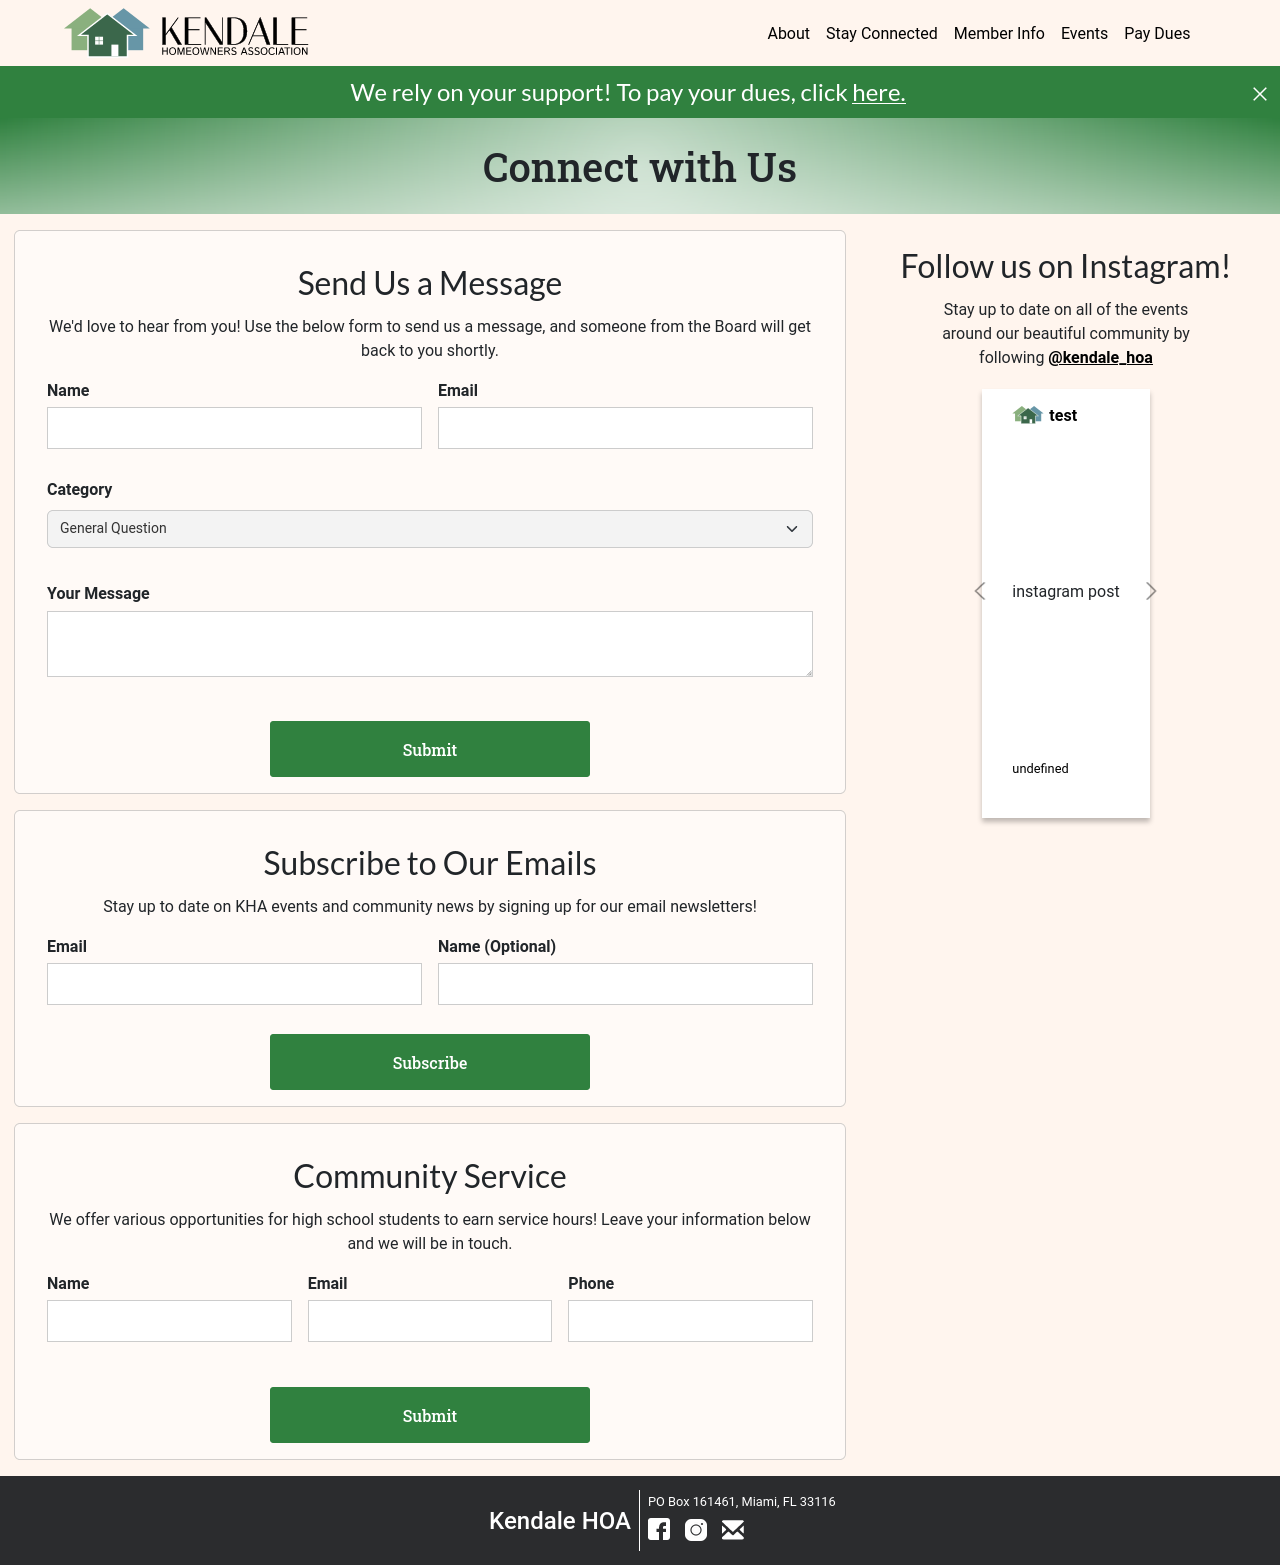 KENDALE
HOMEOWNERS ASSOCIATION
About Stay Connected Member Info Events Pay Dues
We rely on your support! To pay your dues, click here.
Connect with Us
Send Us a Message
We'd love to hear from you! Use the below form to send us a message, and someone from the Board will get
back to you shortly.
Name Email
Category
General Question
Your Message
Submit
Subscribe to Our Emails
Stay up to date on KHA events and community news by signing up for our email newsletters!
Email Name (Optional)
Subscribe
Community Service
We offer various opportunities for high school students to earn service hours! Leave your information below
and we will be in touch.
Name Email Phone
Submit
Follow us on Instagram!
Stay up to date on all of the events
around our beautiful community by
following @kendale_hoa
test
instagram post
undefined
Kendale HOA
PO Box 161461, Miami, FL 33116